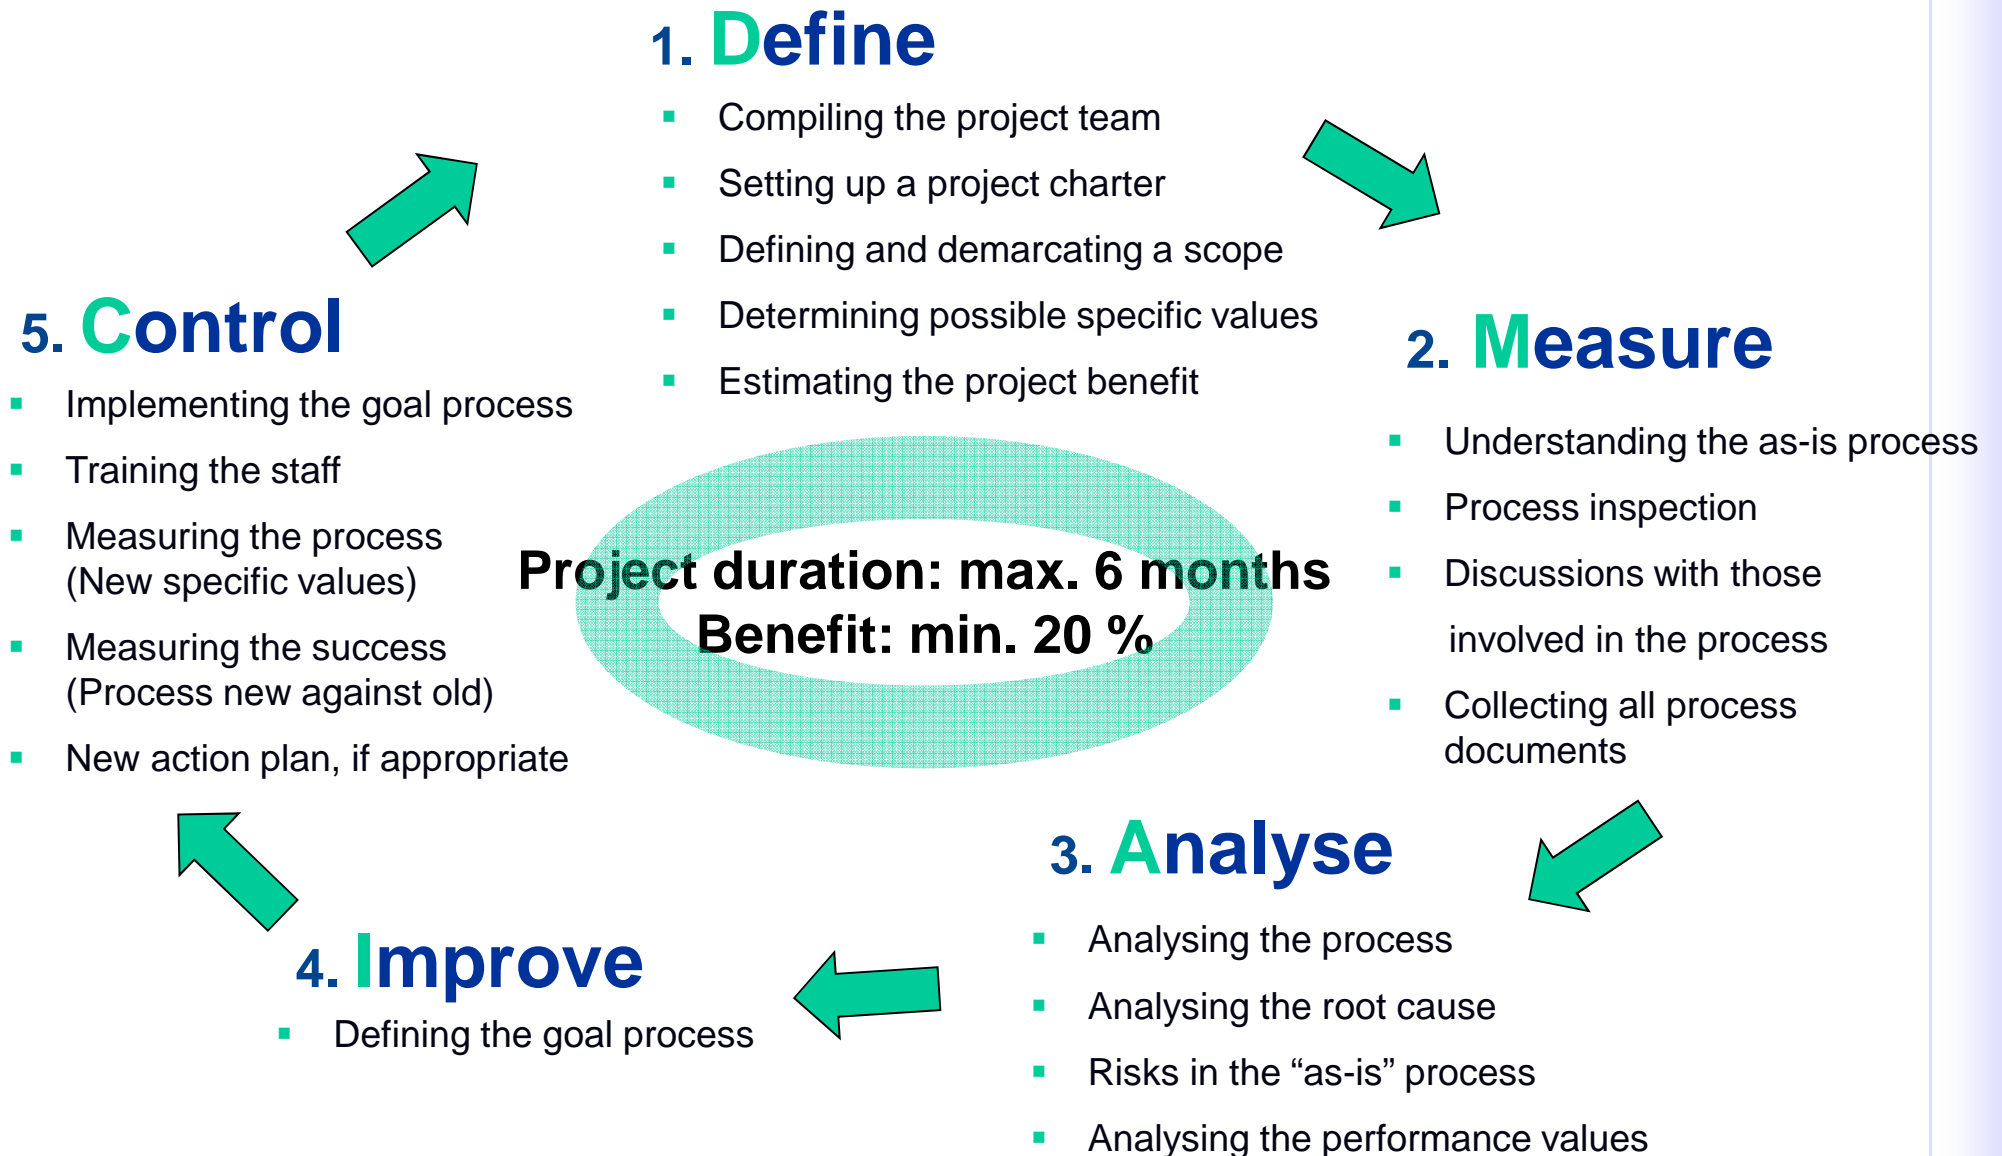 1. Define
▪ Compiling the project team
▪ Setting up a project charter
▪ Defining and demarcating a scope
▪ Determining possible specific values
▪ Estimating the project benefit
2. Measure
▪ Understanding the as-is process
▪ Process inspection
▪ Discussions with those
involved in the process
▪ Collecting all process
documents
3. Analyse
▪ Analysing the process
▪ Analysing the root cause
▪ Risks in the “as-is” process
▪ Analysing the performance values
4. Improve
▪ Defining the goal process
5. Control
▪ Implementing the goal process
▪ Training the staff
▪ Measuring the process
(New specific values)
▪ Measuring the success
(Process new against old)
▪ New action plan, if appropriate
Project duration: max. 6 months
Benefit: min. 20 %